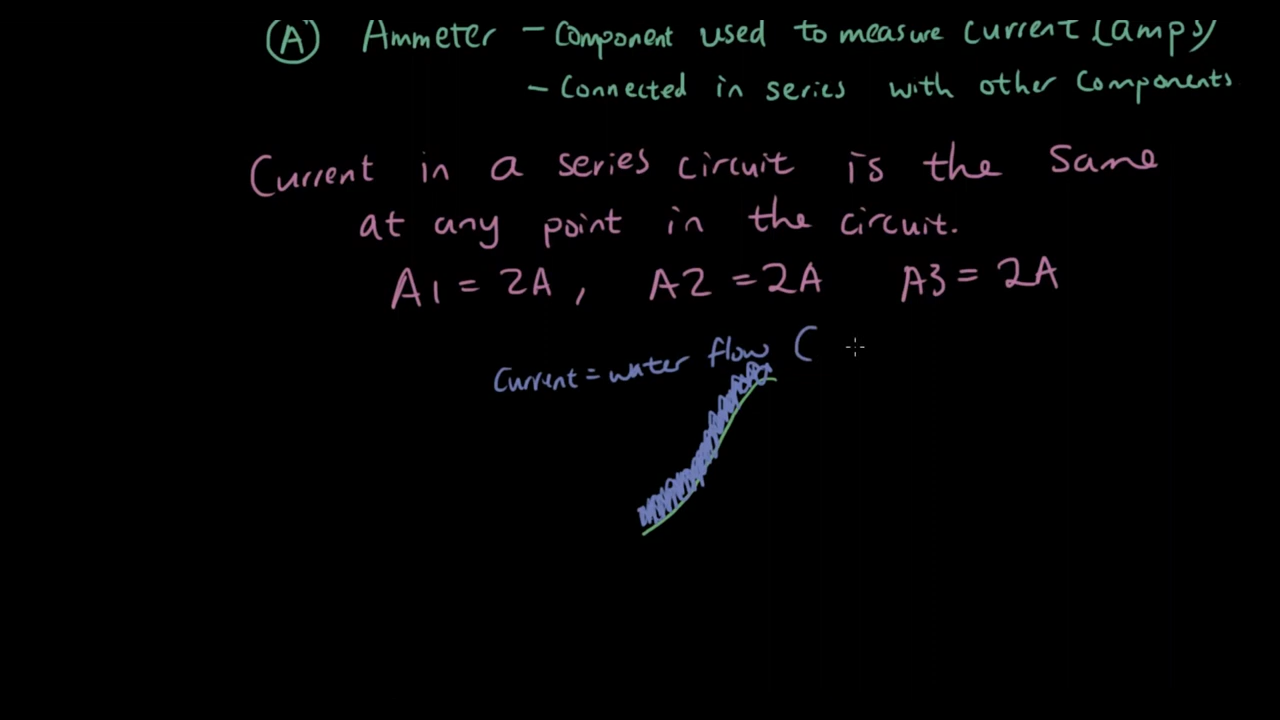 (A) Ammeter - Component used to measure current (amps)
- Connected in series with other components
Current in a series circuit is the same
at any point in the circuit.
A1 = 2A, A2 = 2A A3 = 2A
Current = water flow (